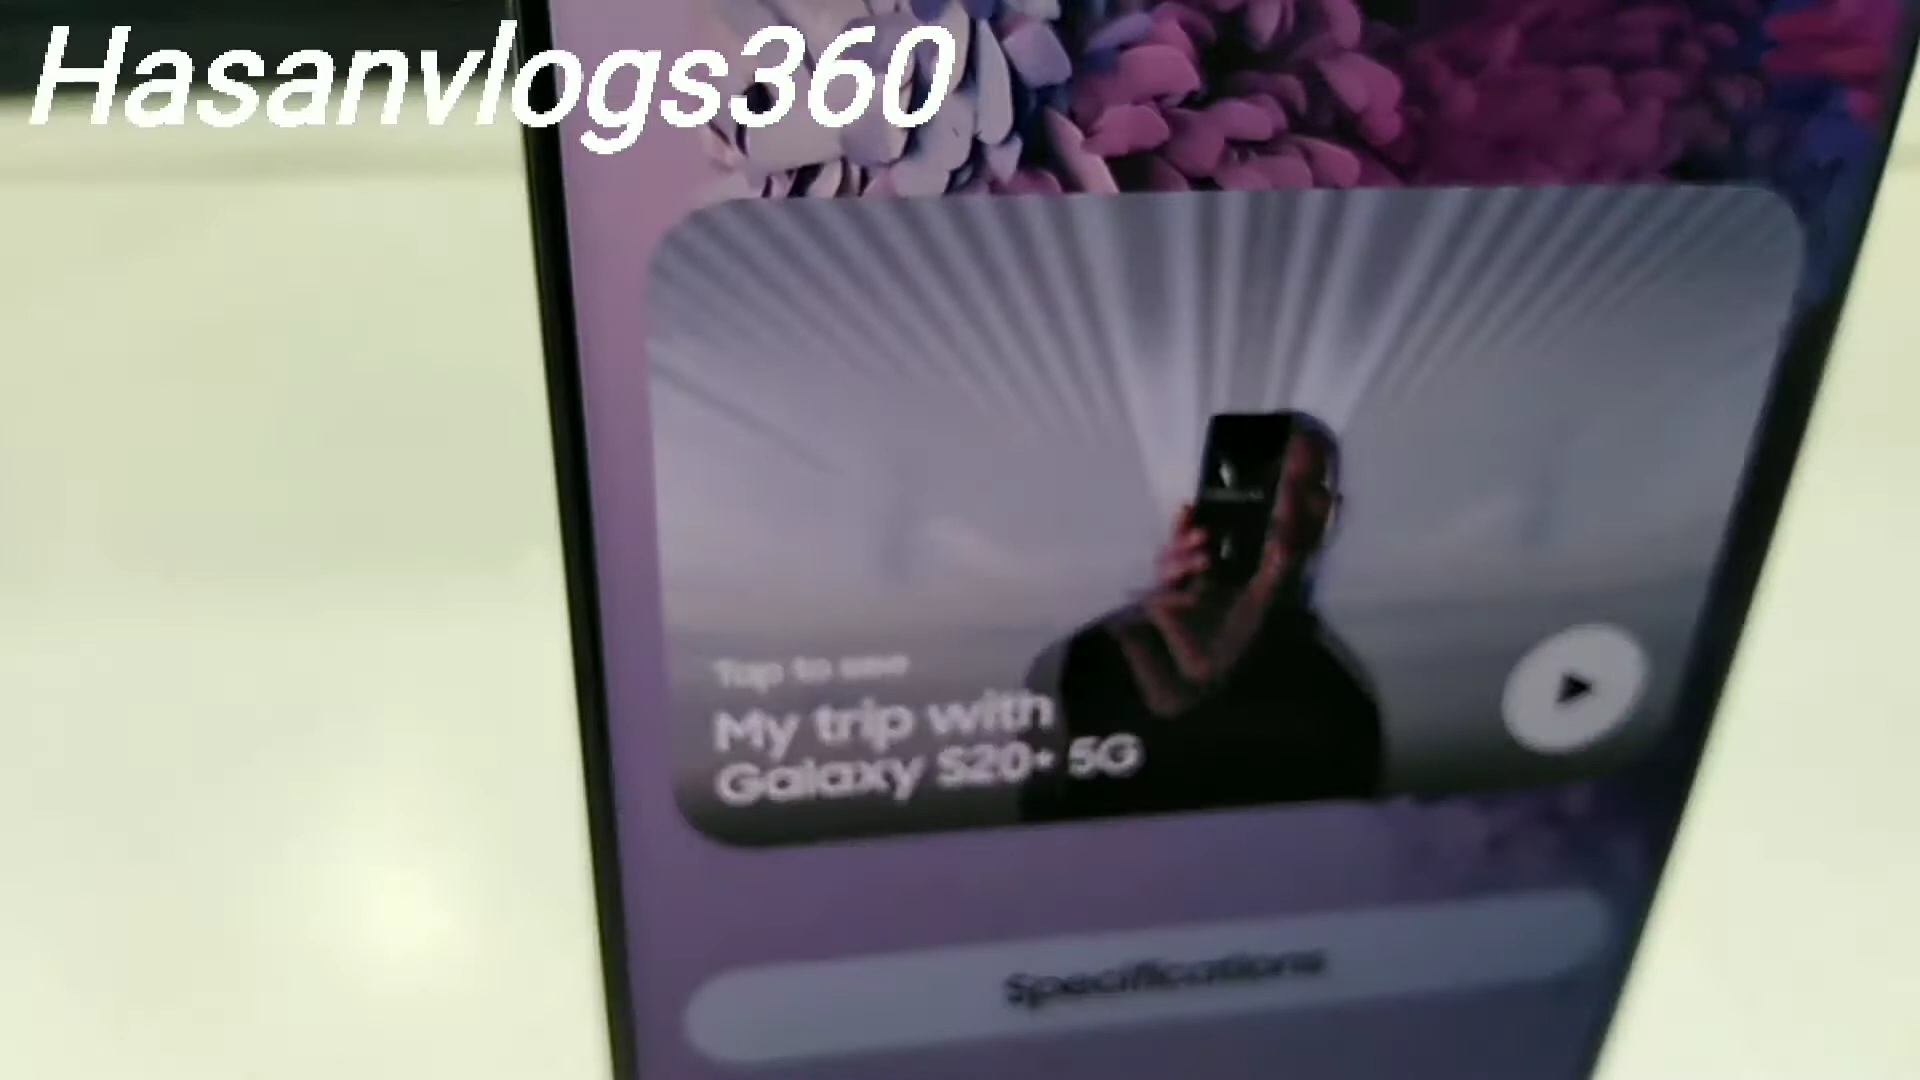 Hasanvlogs360
Tap to see
My trip with
Galaxy S20+ 5G
Specifications